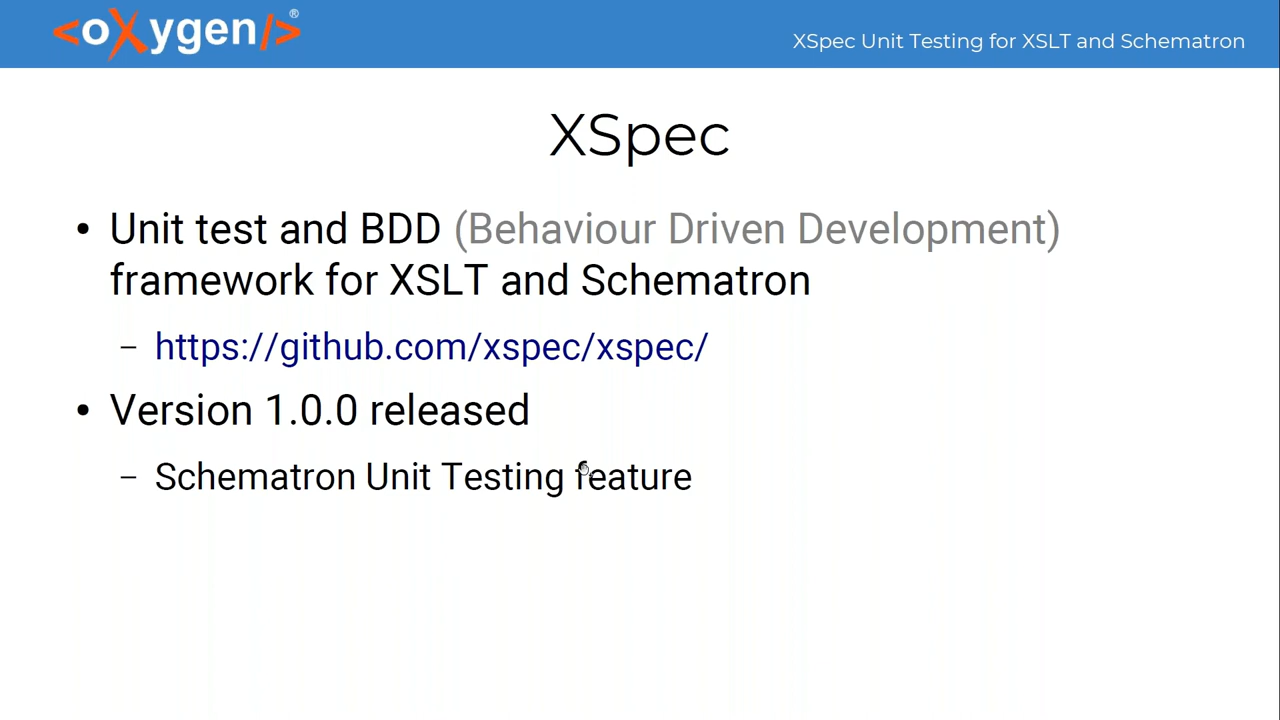 <oXygen/>®
XSpec Unit Testing for XSLT and Schematron
XSpec
• Unit test and BDD (Behaviour Driven Development)
framework for XSLT and Schematron
– https://github.com/xspec/xspec/
• Version 1.0.0 released
– Schematron Unit Testing feature